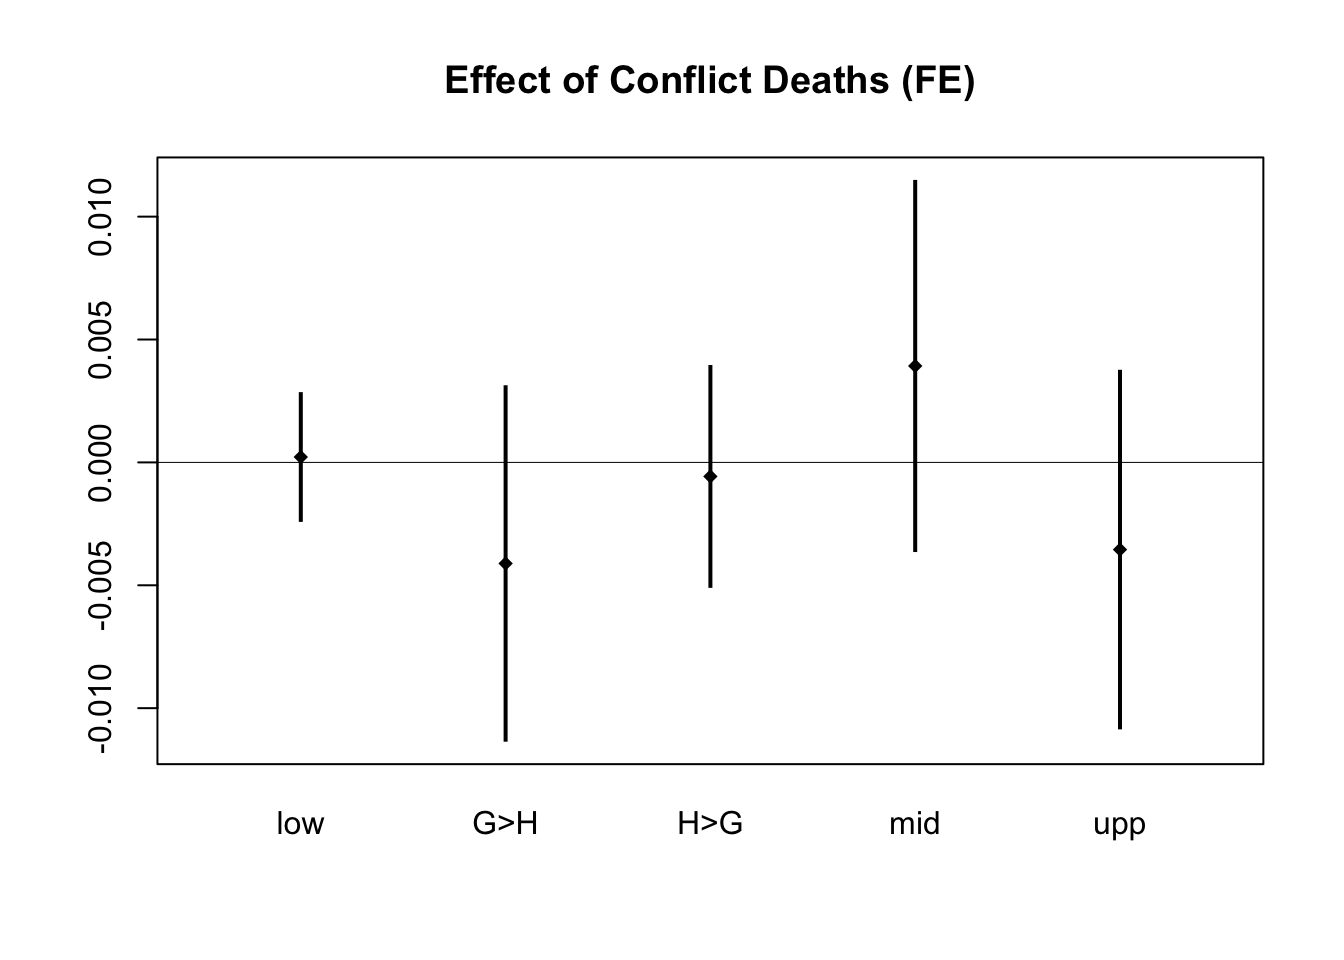 Effect of Conflict Deaths (FE)
0.010
0.005
0.000
-0.005
-0.010
low G>H H>G mid upp